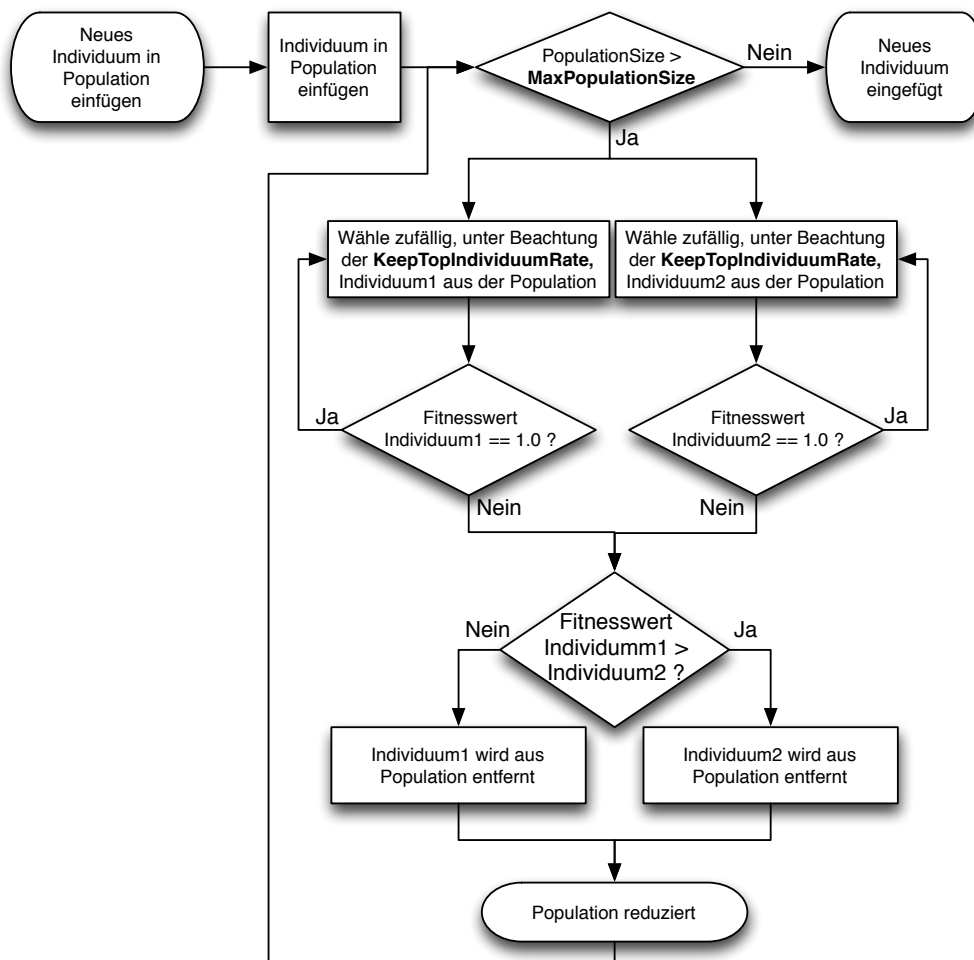 Neues
Individuum in
Population
einfügen
Individuum in
Population
einfügen
PopulationSize >
MaxPopulationSize
Nein
Neues
Individuum
eingefügt
Ja
Wähle zufällig, unter Beachtung
der KeepTopIndividuumRate,
Individuum1 aus der Population
Wähle zufällig, unter Beachtung
der KeepTopIndividuumRate,
Individuum2 aus der Population
Ja
Fitnesswert
Individuum1 == 1.0 ?
Fitnesswert
Individuum2 == 1.0 ?
Ja
Nein
Nein
Nein
Fitnesswert
Individumm1 >
Individuum2 ?
Ja
Individuum1 wird aus
Population entfernt
Individuum2 wird aus
Population entfernt
Population reduziert